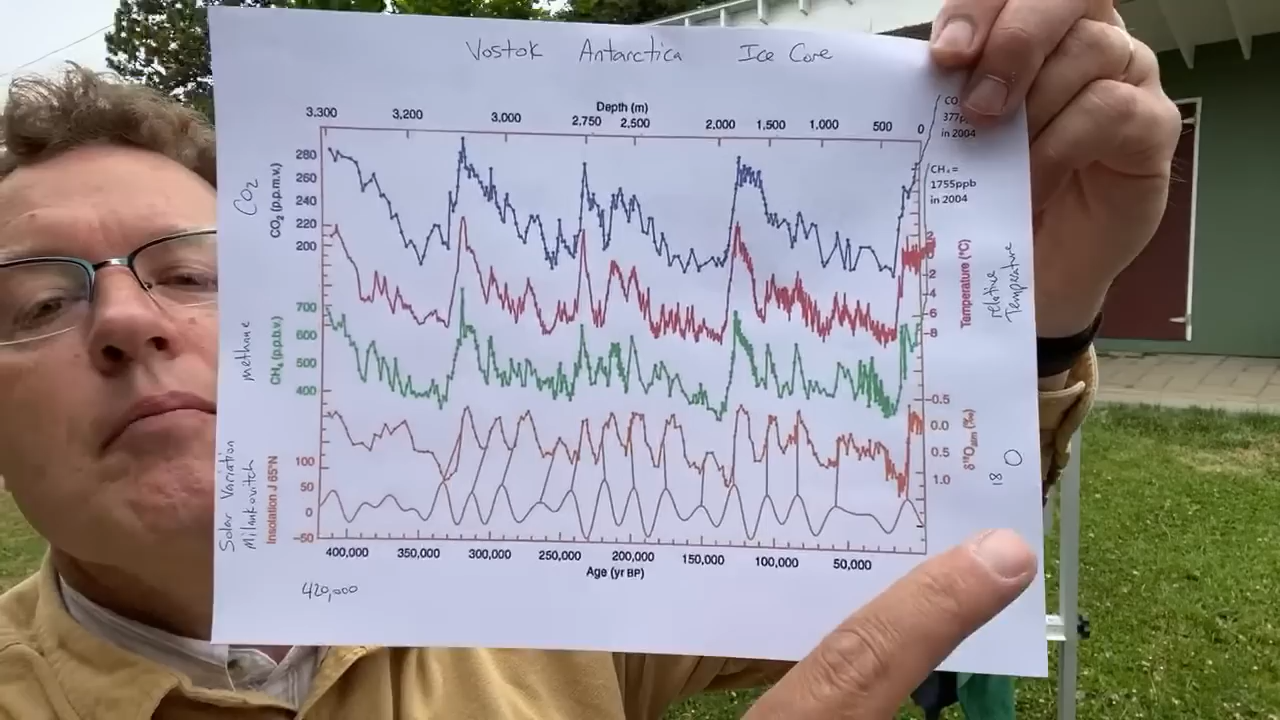 Vostok Antarctica Ice Core
Depth (m)
3.300 3,200 3,000 2,750 2,500 2,000 1,500 1,000 500 0
CO
377p
in 2004
CH₄ =
1755ppb
in 2004
CO2
CO₂ (p.p.m.v.)
280
260
240
220
200
2
0
2
4
6
8
Temperature (°C)
relative
Temperature
methane
CH₄ (p.p.b.v.)
700
600
500
400
-0.5
0.0
0.5
1.0
δ¹⁸Oatm (‰)
18 O
Solar Variation
Milankovitch
Insolation J 65°N
100
50
0
-50
400,000 350,000 300,000 250,000 200,000 150,000 100,000 50,000
Age (yr BP)
420,000